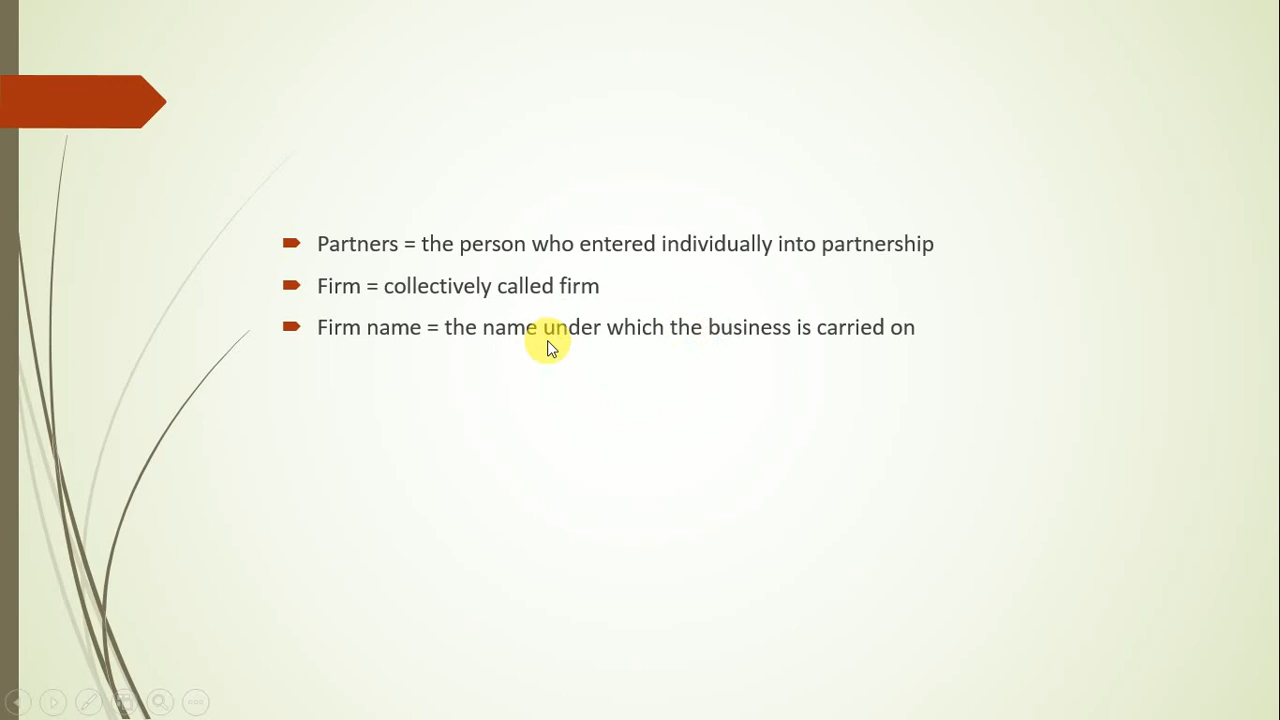 Partners = the person who entered individually into partnership
Firm = collectively called firm
Firm name = the name under which the business is carried on